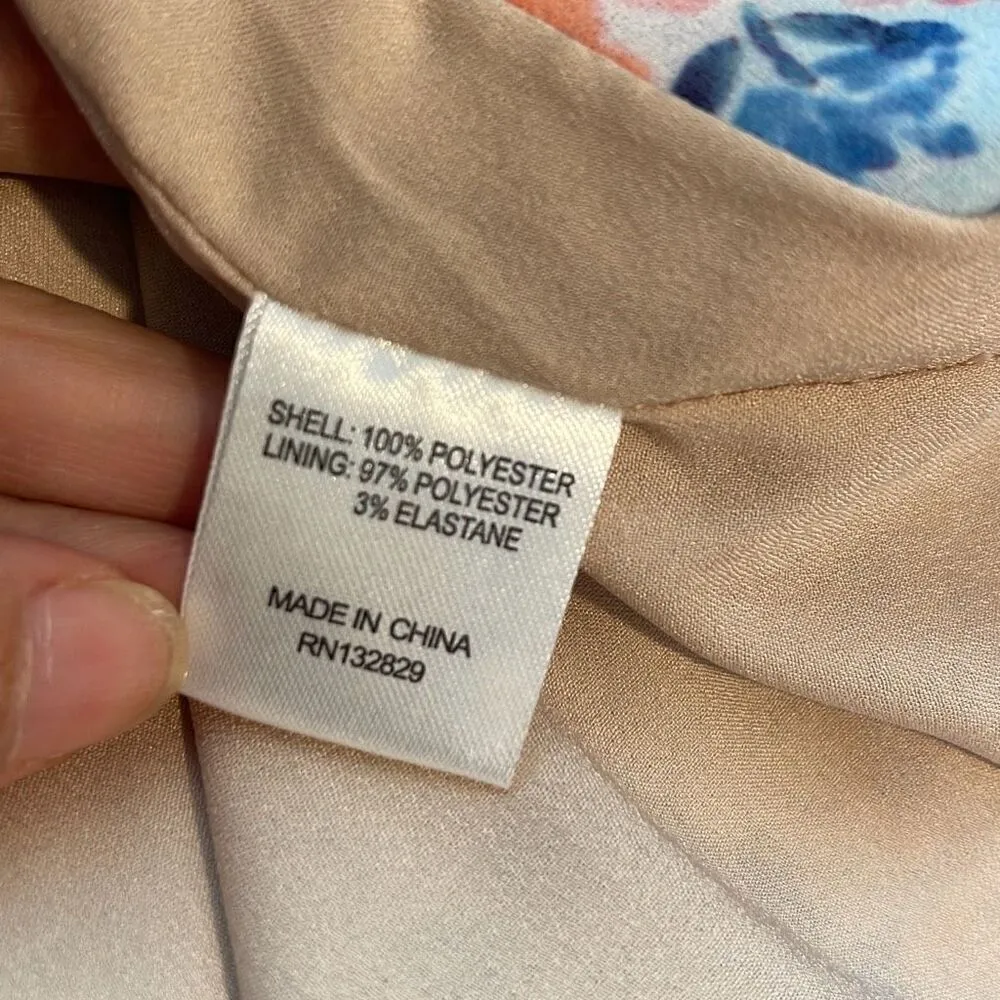 SHELL: 100% POLYESTER
LINING: 97% POLYESTER
3% ELASTANE
MADE IN CHINA
RN132829